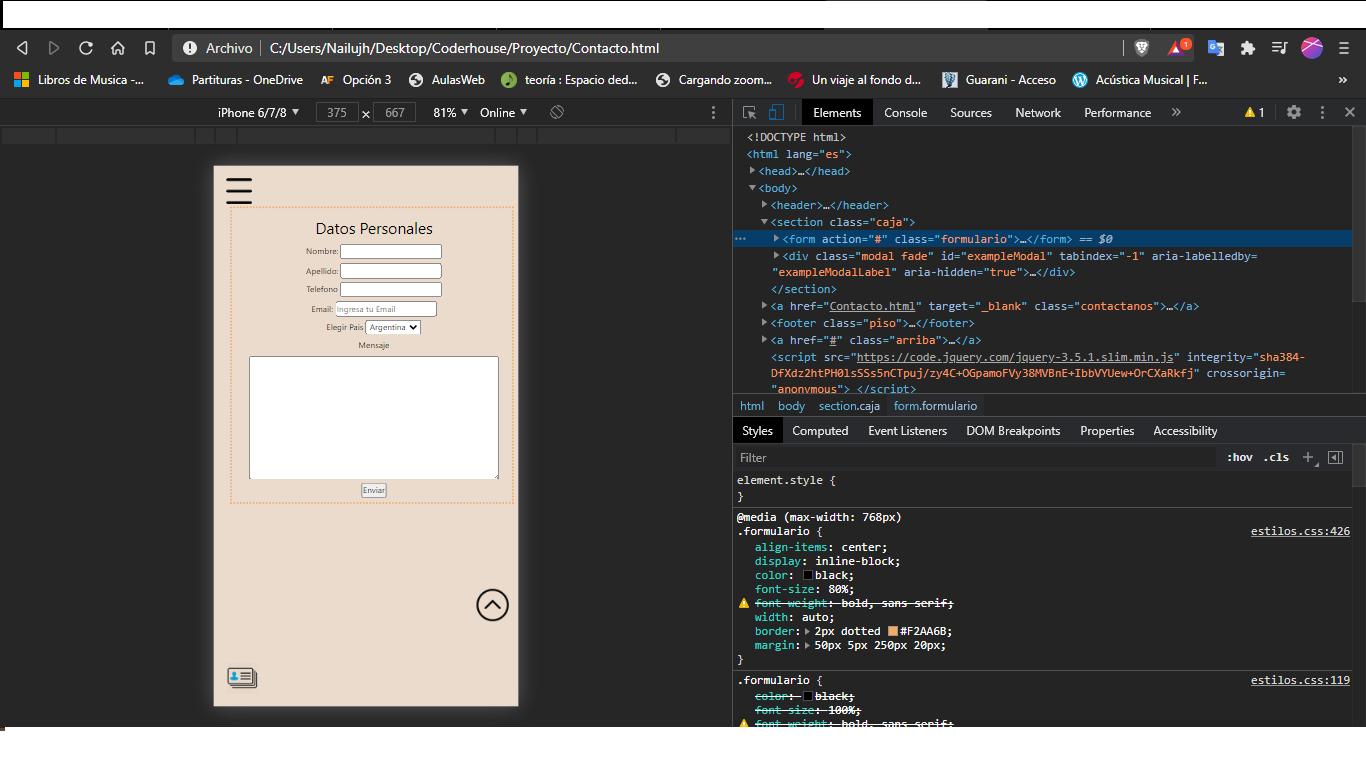 Archivo | C:/Users/Nailujh/Desktop/Coderhouse/Proyecto/Contacto.html 1
Libros de Musica -... Partituras - OneDrive AF Opción 3 AulasWeb teoría : Espacio ded... Cargando zoom... Un viaje al fondo d... Guarani - Acceso Acústica Musical | F... »
iPhone 6/7/8 ▼ 375 x 667 81% ▼ Online ▼
Elements Console Sources Network Performance » 1
Datos Personales
Nombre:
Apellido:
Telefono
Email: Ingresa tu Email
Elegir Pais Argentina
Mensaje
Enviar
<!DOCTYPE html>
<html lang="es">
<head>…</head>
<body>
<header>…</header>
<section class="caja">
<form action="#" class="formulario">…</form> == $0
<div class="modal fade" id="exampleModal" tabindex="-1" aria-labelledby=
"exampleModalLabel" aria-hidden="true">…</div>
</section>
<a href="Contacto.html" target="_blank" class="contactanos">…</a>
<footer class="piso">…</footer>
<a href="#" class="arriba">…</a>
<script src="https://code.jquery.com/jquery-3.5.1.slim.min.js" integrity="sha384-
DfXdz2htPH0lsSSs5nCTpuj/zy4C+OGpamoFVy38MVBnE+IbbVYUew+OrCXaRkfj" crossorigin=
"anonymous"> </script>
html body section.caja form.formulario
Styles Computed Event Listeners DOM Breakpoints Properties Accessibility
Filter :hov .cls +
element.style {
}
@media (max-width: 768px)
.formulario { estilos.css:426
align-items: center;
display: inline-block;
color: black;
font-size: 80%;
font-weight: bold, sans-serif;
width: auto;
border: 2px dotted #F2AA6B;
margin: 50px 5px 250px 20px;
}
.formulario { estilos.css:119
color: black;
font-size: 100%;
font-weight: bold, sans-serif;